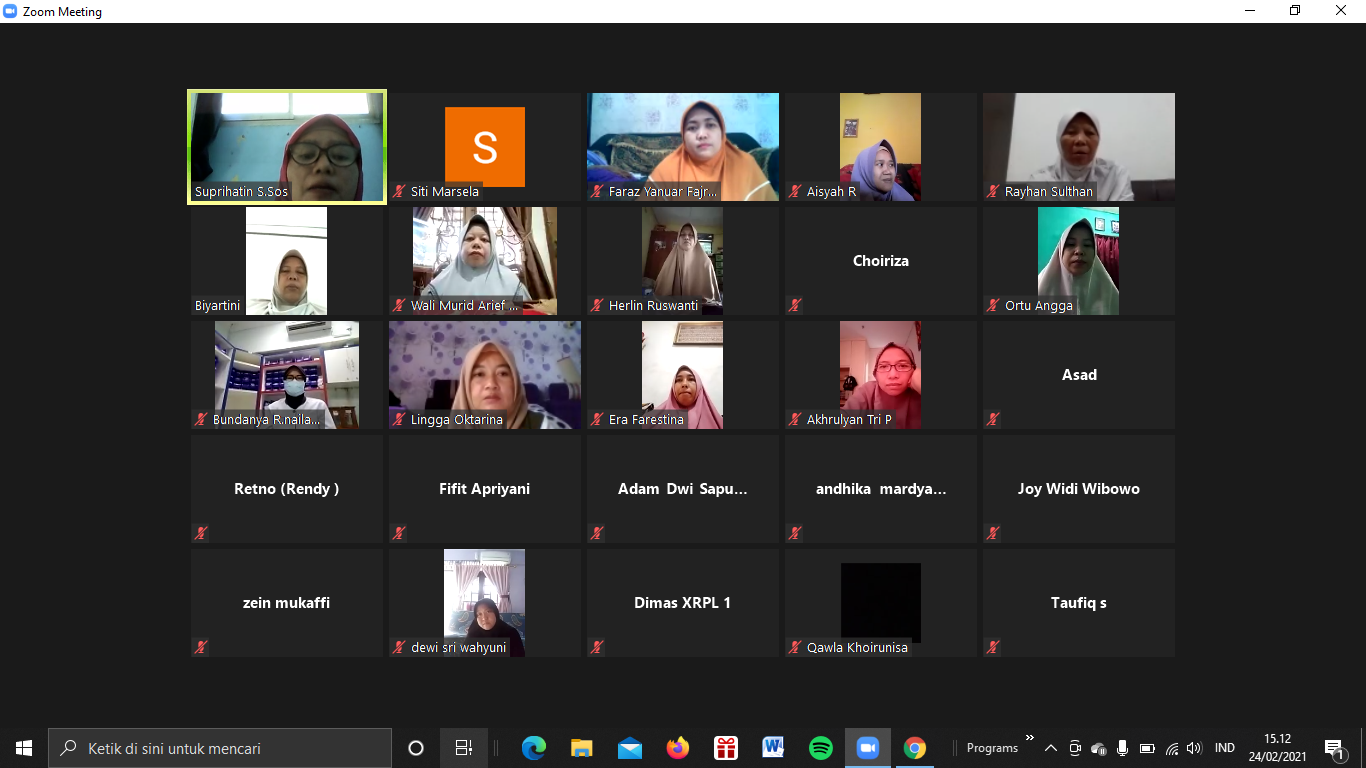 Zoom Meeting
Suprihatin S.Sos
S
Siti Marsela
Faraz Yanuar Fajr...
Aisyah R
Rayhan Sulthan
Biyartini
Wali Murid Arief ...
Herlin Ruswanti
Choiriza
Ortu Angga
Bundanya R.naila...
Lingga Oktarina
Era Farestina
Akhrulyan Tri P
Asad
Retno (Rendy )
Fifit Apriyani
Adam Dwi Sapu...
andhika mardya...
Joy Widi Wibowo
zein mukaffi
dewi sri wahyuni
Dimas XRPL 1
Qawla Khoirunisa
Taufiq s
Ketik di sini untuk mencari
Programs
IND
15.12
24/02/2021
1